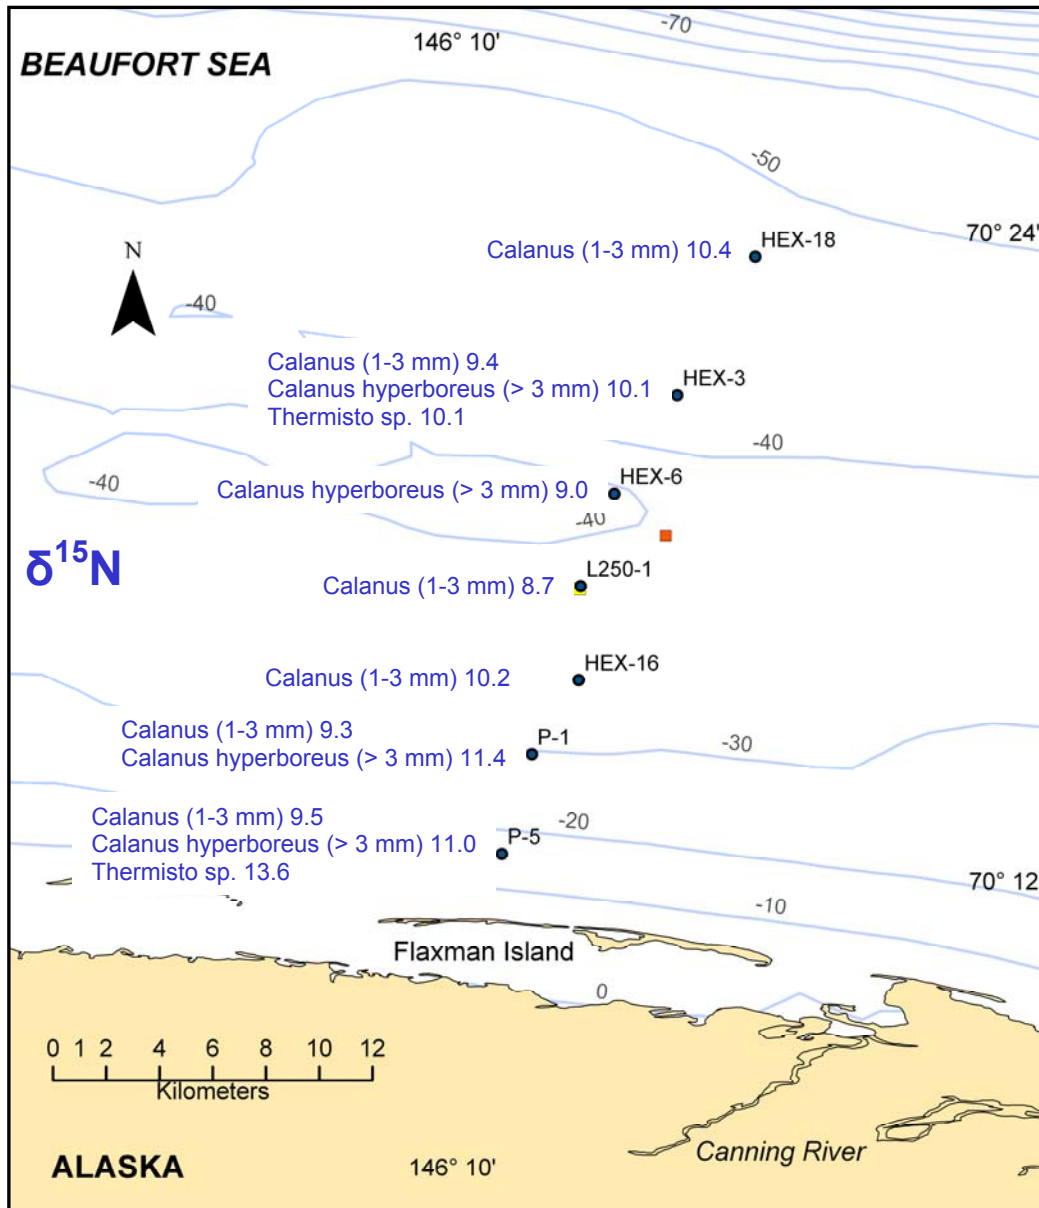 146° 10'
-70
BEAUFORT SEA
-50
70° 24'
HEX-18
N
Calanus (1-3 mm) 10.4
-40
Calanus (1-3 mm) 9.4
Calanus hyperboreus (> 3 mm) 10.1
Thermisto sp. 10.1
HEX-3
-40
HEX-6
-40
Calanus hyperboreus (> 3 mm) 9.0
-40
δ15N
L250-1
Calanus (1-3 mm) 8.7
HEX-16
Calanus (1-3 mm) 10.2
Calanus (1-3 mm) 9.3
Calanus hyperboreus (> 3 mm) 11.4
P-1
-30
Calanus (1-3 mm) 9.5
Calanus hyperboreus (> 3 mm) 11.0
Thermisto sp. 13.6
P-5
-20
70° 12
-10
Flaxman Island
0
0 1 2 4 6 8 10 12
Kilometers
Canning River
ALASKA
146° 10'